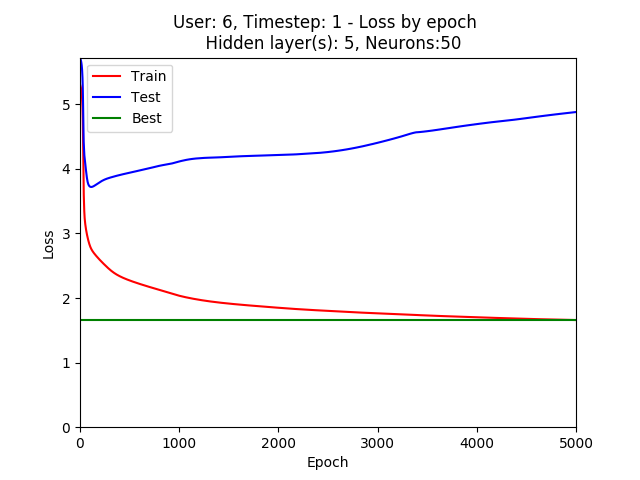 User: 6, Timestep: 1 - Loss by epoch
Hidden layer(s): 5, Neurons:50
Train
Test
Best
5
4
3
2
1
0
Loss
0 1000 2000 3000 4000 5000
Epoch